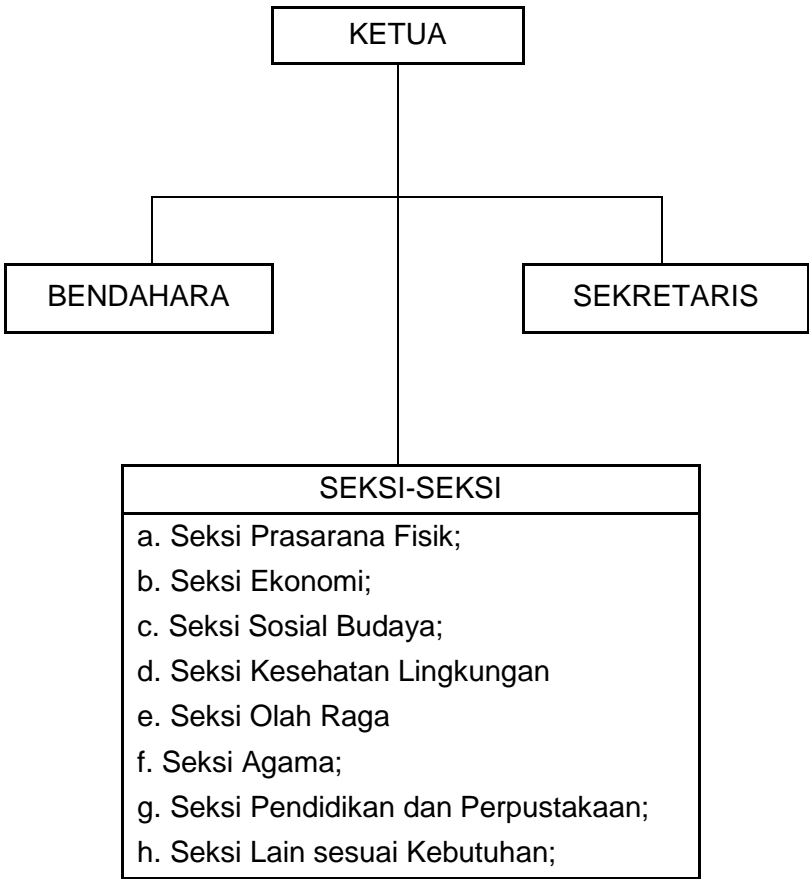 KETUA
BENDAHARA
SEKRETARIS
SEKSI-SEKSI
a. Seksi Prasarana Fisik;
b. Seksi Ekonomi;
c. Seksi Sosial Budaya;
d. Seksi Kesehatan Lingkungan
e. Seksi Olah Raga
f. Seksi Agama;
g. Seksi Pendidikan dan Perpustakaan;
h. Seksi Lain sesuai Kebutuhan;